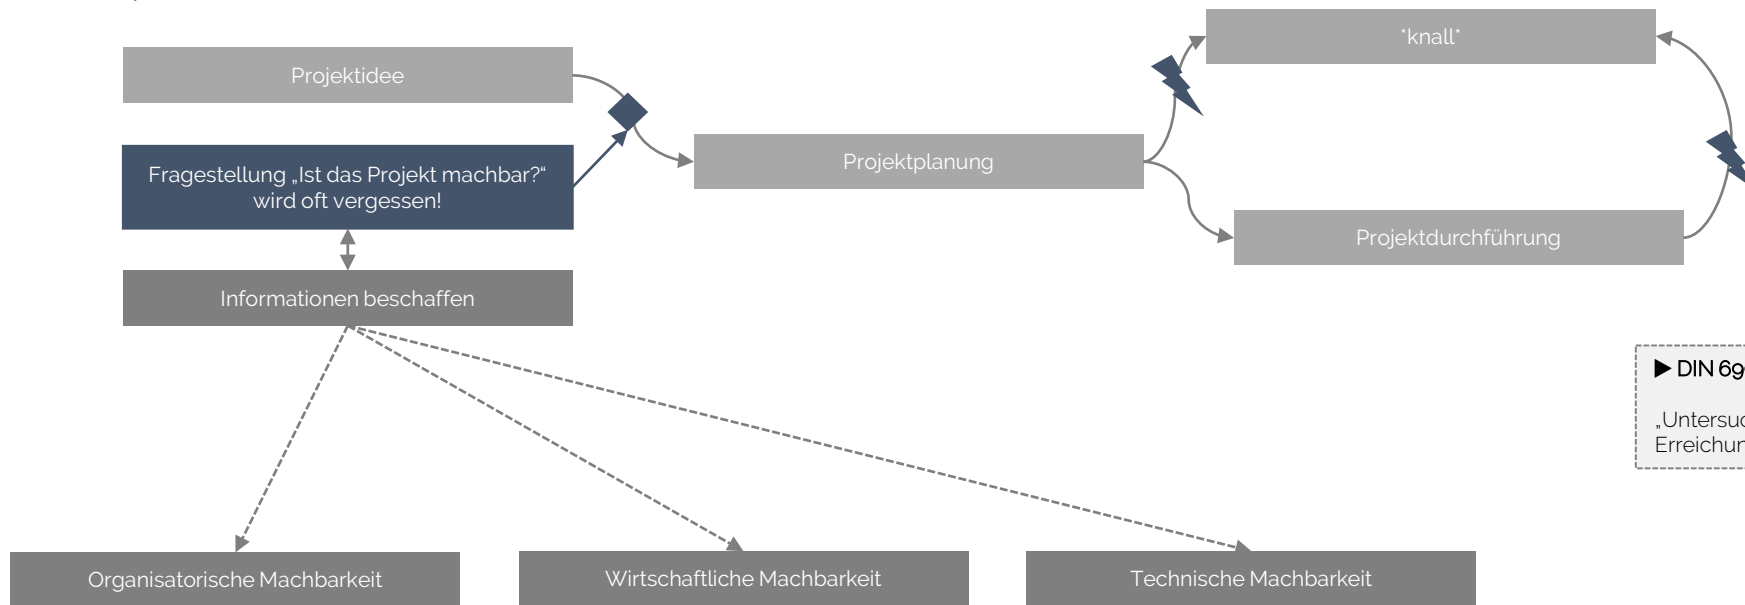 *knall*
Projektidee
Projektplanung
Fragestellung „Ist das Projekt machbar?“
wird oft vergessen!
Projektdurchführung
Informationen beschaffen
▶ DIN 69
„Untersuc
Erreichun
Organisatorische Machbarkeit
Wirtschaftliche Machbarkeit
Technische Machbarkeit